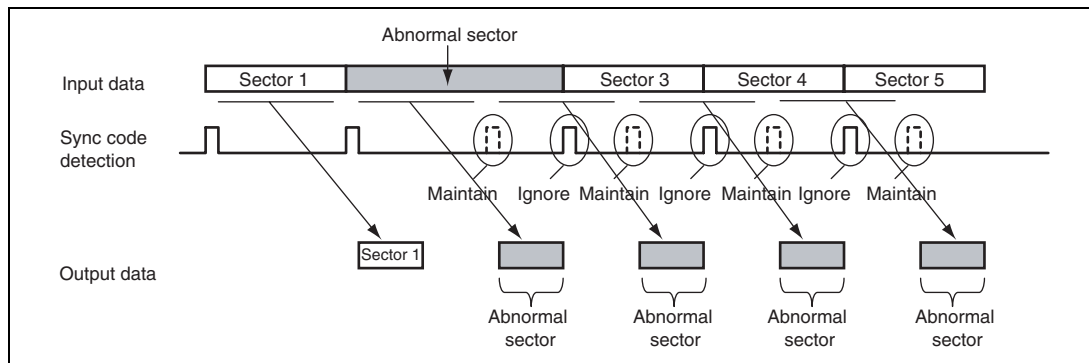 Abnormal sector
Input data
Sector 1
Sector 3
Sector 4
Sector 5
Sync code
detection
Maintain
Ignore
Maintain
Ignore
Maintain
Ignore
Maintain
Output data
Sector 1
Abnormal
sector
Abnormal
sector
Abnormal
sector
Abnormal
sector